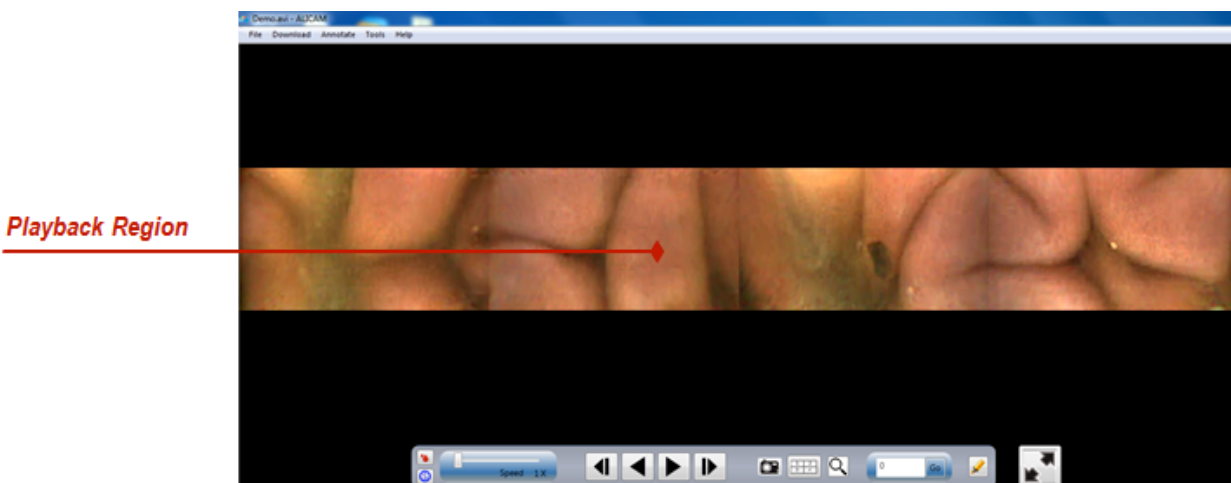 Demo.avi - ALICAM
File Download Annotate Tools Help
Playback Region
Speed 1 X
0
Go